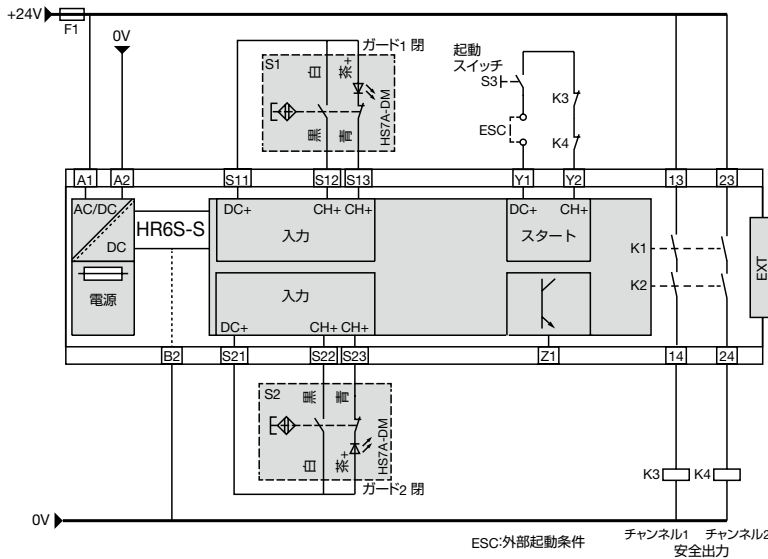 +24V
F1
0V
S1
白
茶+
ガード1 閉
黒
青
HS7A-DM
起動
スイッチ
S3
ESC
K3
K4
A1
A2
S11
S12
S13
Y1
Y2
13
23
AC/DC
DC
HR6S-S
DC+
CH+
CH+
入力
DC+
CH+
スタート
K1
K2
EXT
電源
入力
DC+
CH+
CH+
B2
S21
S22
S23
Z1
14
24
S2
黒
青
白
茶+
HS7A-DM
ガード2 閉
K3
K4
0V
ESC:外部起動条件
チャンネル1
チャンネル2
安全出力